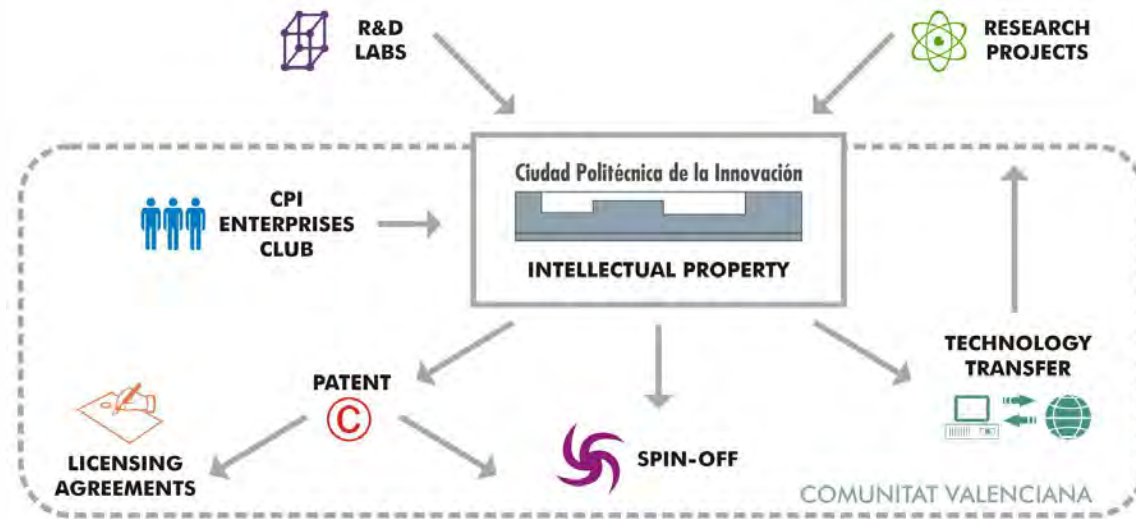 R&D
LABS
RESEARCH
PROJECTS
Ciudad Politécnica de la Innovación
INTELLECTUAL PROPERTY
CPI
ENTERPRISES
CLUB
TECHNOLOGY
TRANSFER
PATENT
C
LICENSING
AGREEMENTS
SPIN-OFF
COMUNITAT VALENCIANA